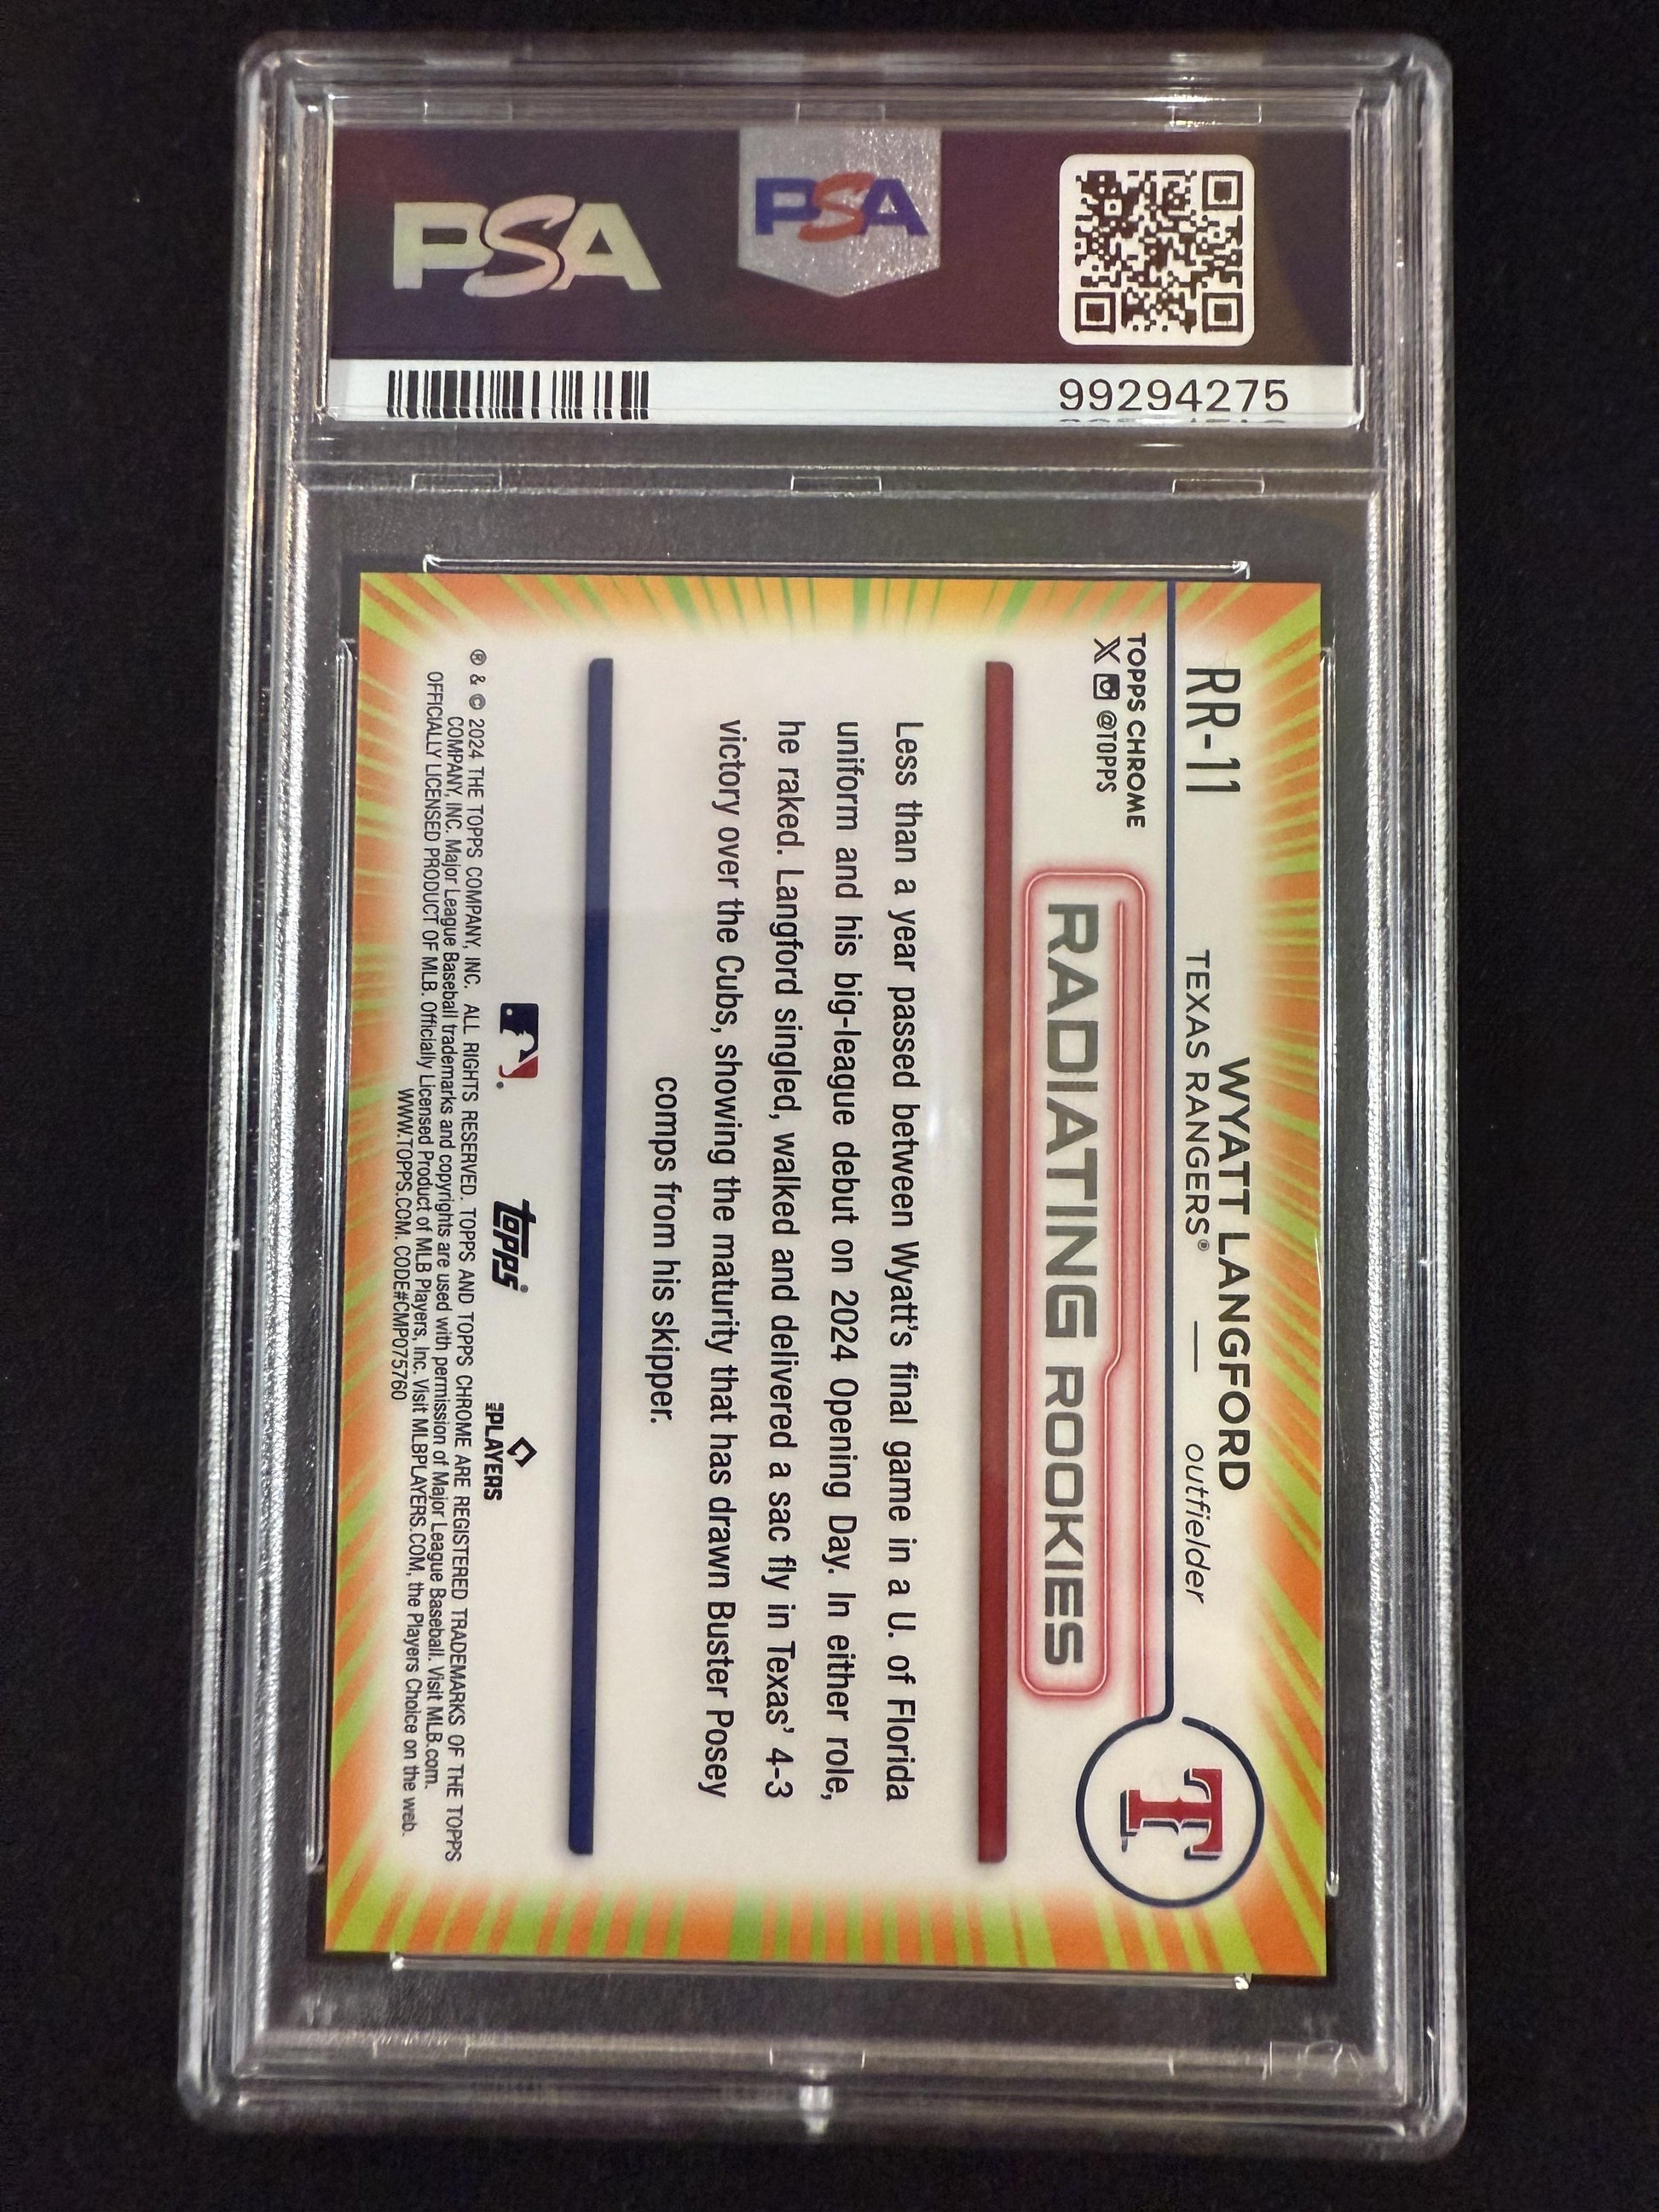 PSA
PSA
99294275
RR-11
WYATT LANGFORD
TEXAS RANGERS® — outfielder
T
TOPPS CHROME
X @TOPPS
RADIATING ROOKIES
Less than a year passed between Wyatt's final game in a U. of Florida
uniform and his big-league debut on 2024 Opening Day. In either role,
he raked. Langford singled, walked and delivered a sac fly in Texas' 4-3
victory over the Cubs, showing the maturity that has drawn Buster Posey
comps from his skipper.
topps®
MLB PLAYERS
® & © 2024 THE TOPPS COMPANY, INC. ALL RIGHTS RESERVED. TOPPS AND TOPPS CHROME ARE REGISTERED TRADEMARKS OF THE TOPPS
COMPANY, INC. Major League Baseball trademarks and copyrights are used with permission of Major League Baseball. Visit MLB.com.
OFFICIALLY LICENSED PRODUCT OF MLB. Officially Licensed Product of MLB Players, Inc. Visit MLBPLAYERS.COM, the Players Choice on the web.
WWW.TOPPS.COM. CODE#CMP075760
PSA